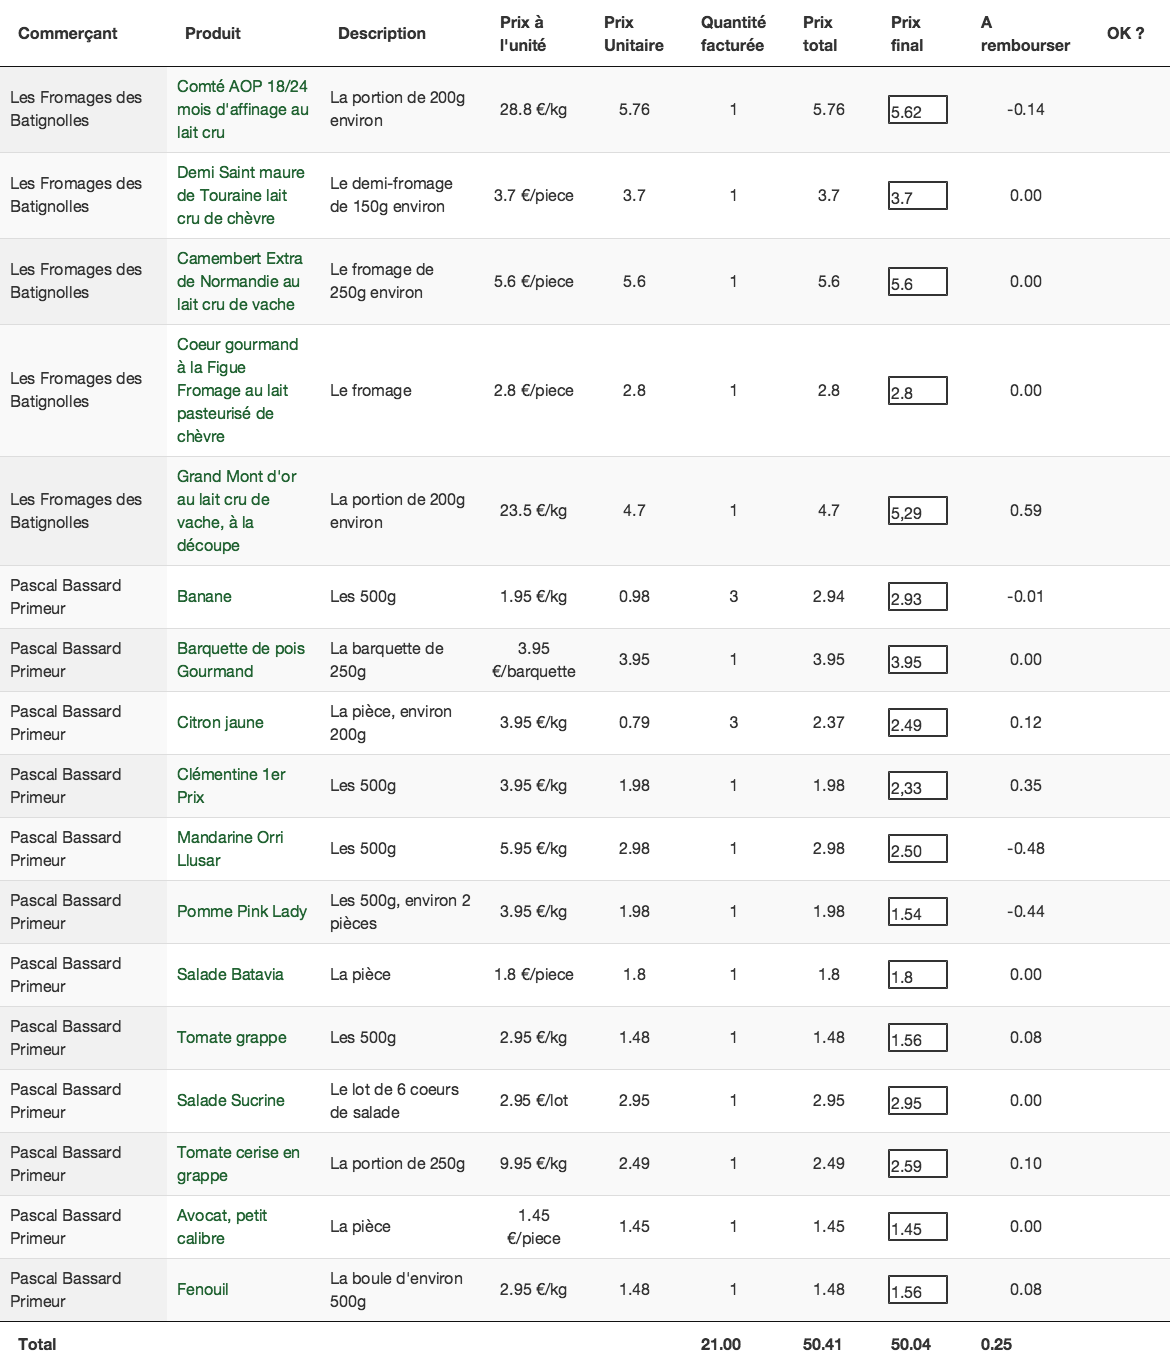 Commerçant Produit Description Prix à l'unité Prix Unitaire Quantité facturée Prix total Prix final A rembourser OK ?
Les Fromages des Batignolles Comté AOP 18/24 mois d'affinage au lait cru La portion de 200g environ 28.8 €/kg 5.76 1 5.76 5.62 -0.14
Les Fromages des Batignolles Demi Saint maure de Touraine lait cru de chèvre Le demi-fromage de 150g environ 3.7 €/piece 3.7 1 3.7 3.7 0.00
Les Fromages des Batignolles Camembert Extra de Normandie au lait cru de vache Le fromage de 250g environ 5.6 €/piece 5.6 1 5.6 5.6 0.00
Les Fromages des Batignolles Coeur gourmand à la Figue Fromage au lait pasteurisé de chèvre Le fromage 2.8 €/piece 2.8 1 2.8 2.8 0.00
Les Fromages des Batignolles Grand Mont d'or au lait cru de vache, à la découpe La portion de 200g environ 23.5 €/kg 4.7 1 4.7 5,29 0.59
Pascal Bassard Primeur Banane Les 500g 1.95 €/kg 0.98 3 2.94 2.93 -0.01
Pascal Bassard Primeur Barquette de pois Gourmand La barquette de 250g 3.95 €/barquette 3.95 1 3.95 3.95 0.00
Pascal Bassard Primeur Citron jaune La pièce, environ 200g 3.95 €/kg 0.79 3 2.37 2.49 0.12
Pascal Bassard Primeur Clémentine 1er Prix Les 500g 3.95 €/kg 1.98 1 1.98 2,33 0.35
Pascal Bassard Primeur Mandarine Orri Llusar Les 500g 5.95 €/kg 2.98 1 2.98 2.50 -0.48
Pascal Bassard Primeur Pomme Pink Lady Les 500g, environ 2 pièces 3.95 €/kg 1.98 1 1.98 1.54 -0.44
Pascal Bassard Primeur Salade Batavia La pièce 1.8 €/piece 1.8 1 1.8 1.8 0.00
Pascal Bassard Primeur Tomate grappe Les 500g 2.95 €/kg 1.48 1 1.48 1.56 0.08
Pascal Bassard Primeur Salade Sucrine Le lot de 6 coeurs de salade 2.95 €/lot 2.95 1 2.95 2.95 0.00
Pascal Bassard Primeur Tomate cerise en grappe La portion de 250g 9.95 €/kg 2.49 1 2.49 2.59 0.10
Pascal Bassard Primeur Avocat, petit calibre La pièce 1.45 €/piece 1.45 1 1.45 1.45 0.00
Pascal Bassard Primeur Fenouil La boule d'environ 500g 2.95 €/kg 1.48 1 1.48 1.56 0.08
Total 21.00 50.41 50.04 0.25